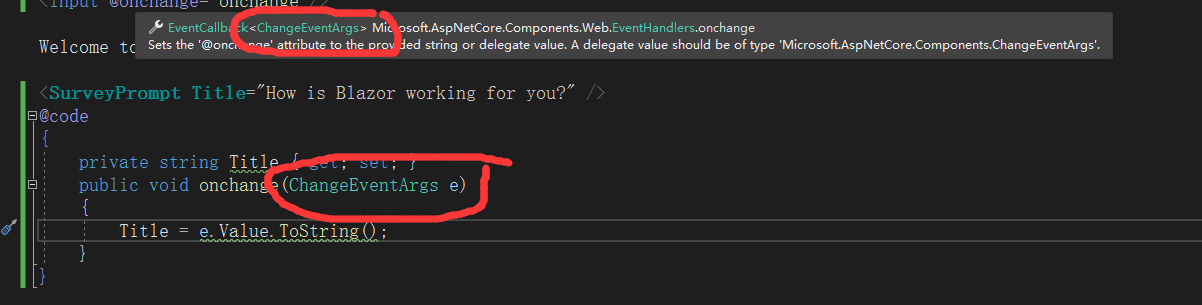 <input @onchange="onchange"/>
EventCallback<ChangeEventArgs> Microsoft.AspNetCore.Components.Web.EventHandlers.onchange
Sets the '@onchange' attribute to the provided string or delegate value. A delegate value should be of type 'Microsoft.AspNetCore.Components.ChangeEventArgs'.
Welcome to
<SurveyPrompt Title="How is Blazor working for you?" />
@code
{
private string Title { get; set; }
public void onchange(ChangeEventArgs e)
{
Title = e.Value.ToString();
}
}